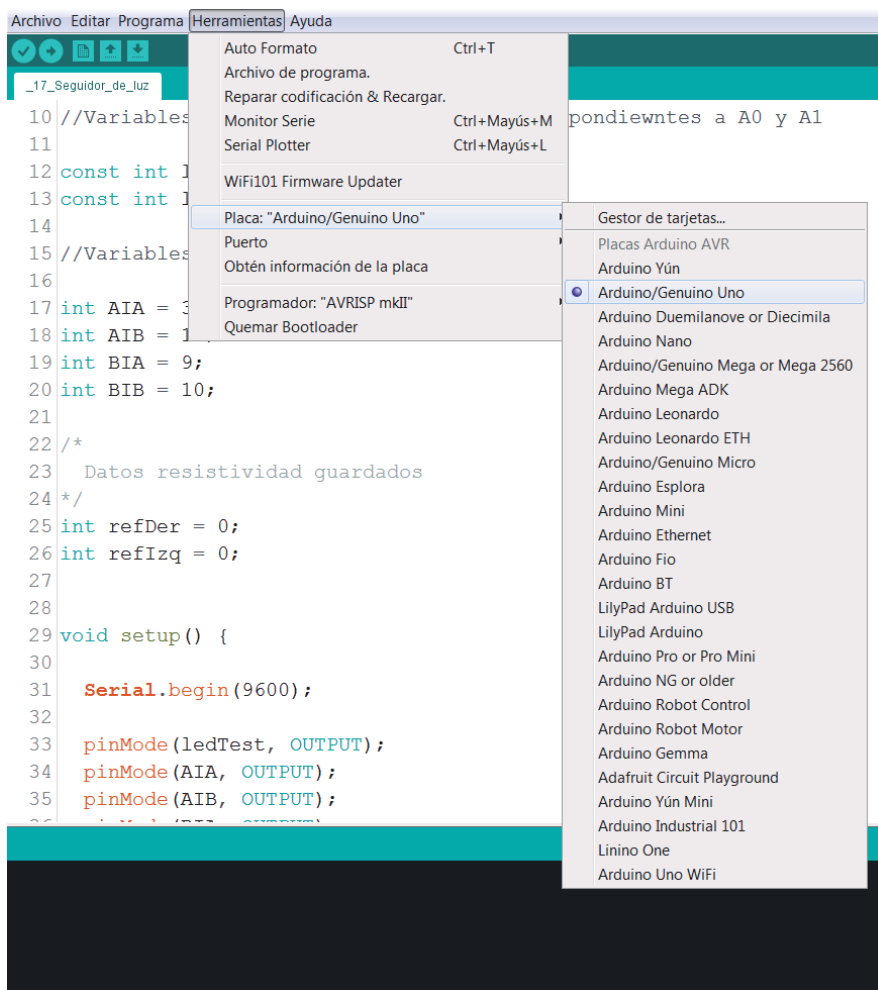 Archivo Editar Programa Herramientas Ayuda
_17_Seguidor_de_luz
Auto Formato Ctrl+T
Archivo de programa.
Reparar codificación & Recargar.
Monitor Serie Ctrl+Mayús+M
Serial Plotter Ctrl+Mayús+L
WiFi101 Firmware Updater
Placa: "Arduino/Genuino Uno"
Puerto
Obtén información de la placa
Programador: "AVRISP mkII"
Quemar Bootloader
Gestor de tarjetas...
Placas Arduino AVR
Arduino Yún
Arduino/Genuino Uno
Arduino Duemilanove or Diecimila
Arduino Nano
Arduino/Genuino Mega or Mega 2560
Arduino Mega ADK
Arduino Leonardo
Arduino Leonardo ETH
Arduino/Genuino Micro
Arduino Esplora
Arduino Mini
Arduino Ethernet
Arduino Fio
Arduino BT
LilyPad Arduino USB
LilyPad Arduino
Arduino Pro or Pro Mini
Arduino NG or older
Arduino Robot Control
Arduino Robot Motor
Arduino Gemma
Adafruit Circuit Playground
Arduino Yún Mini
Arduino Industrial 101
Linino One
Arduino Uno WiFi
10 //Variables pondiewntes a A0 y A1
11
12 const int
13 const int
14
15 //Variables
16
17 int AIA =
18 int AIB =
19 int BIA = 9;
20 int BIB = 10;
21
22 /*
23 Datos resistividad guardados
24 */
25 int refDer = 0;
26 int refIzq = 0;
27
28
29 void setup() {
30
31 Serial.begin(9600);
32
33 pinMode(ledTest, OUTPUT);
34 pinMode(AIA, OUTPUT);
35 pinMode(AIB, OUTPUT);